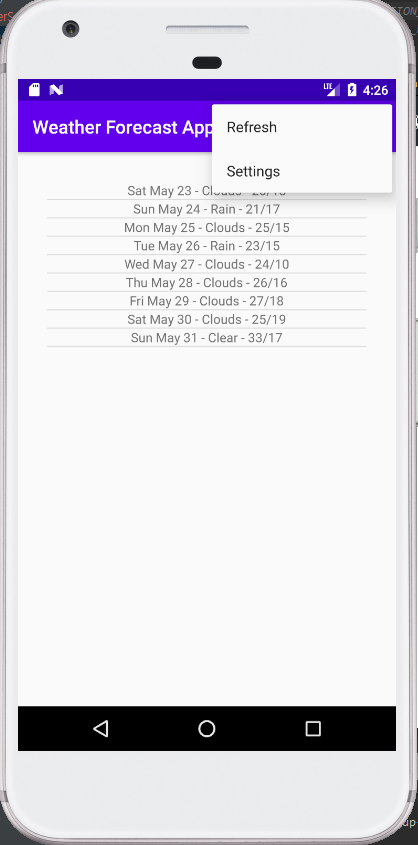 LTE 4:26
Weather Forecast App
Refresh
Settings
Sat May 23 - Clouds
Sun May 24 - Rain - 21/17
Mon May 25 - Clouds - 25/15
Tue May 26 - Rain - 23/15
Wed May 27 - Clouds - 24/10
Thu May 28 - Clouds - 26/16
Fri May 29 - Clouds - 27/18
Sat May 30 - Clouds - 25/19
Sun May 31 - Clear - 33/17
up